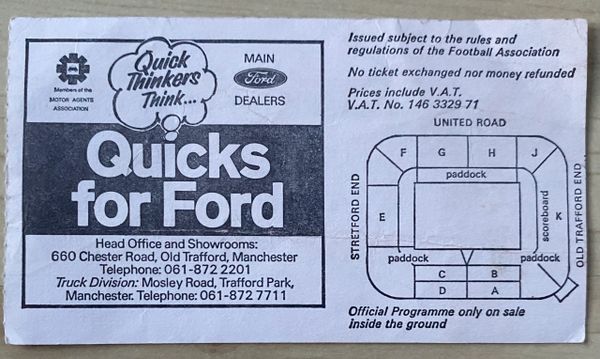 Quick
Thinkers
Think...
Members of the
MOTOR AGENTS
ASSOCIATION
MAIN
Ford
DEALERS
Quicks
for Ford
Head Office and Showrooms:
660 Chester Road, Old Trafford, Manchester
Telephone: 061-872 2201
Truck Division: Mosley Road, Trafford Park,
Manchester. Telephone: 061-872 7711
Issued subject to the rules and
regulations of the Football Association
No ticket exchanged nor money refunded
Prices include V.A.T.
V.A.T. No. 146 3329 71
UNITED ROAD
F G H J
paddock
STRETFORD END
E
scoreboard
K
OLD TRAFFORD END
paddock paddock
C B
D A
Official Programme only on sale
inside the ground